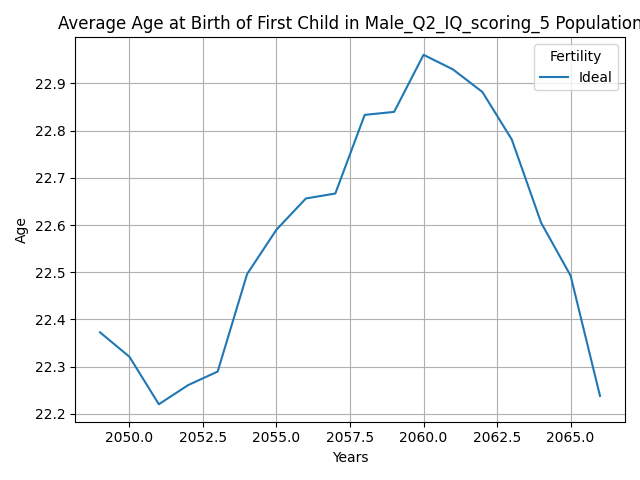 Average Age at Birth of First Child in Male_Q2_IQ_scoring_5 Population
Fertility
Ideal
22.9
22.8
22.7
22.6
22.5
22.4
22.3
22.2
Age
2050.0 2052.5 2055.0 2057.5 2060.0 2062.5 2065.0
Years